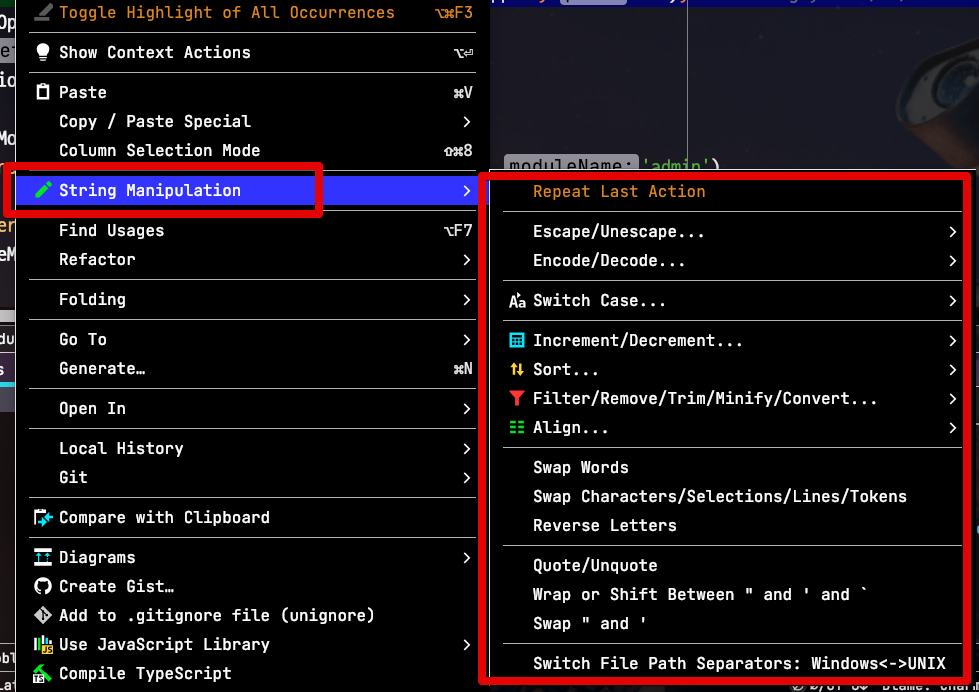 Toggle Highlight of All Occurrences ⌥⌘F3
Show Context Actions ⌥⏎
Paste ⌘V
Copy / Paste Special
Column Selection Mode ⇧⌘8
String Manipulation
Find Usages ⌥F7
Refactor
Folding
Go To
Generate… ⌘N
Open In
Local History
Git
Compare with Clipboard
Diagrams
Create Gist…
Add to .gitignore file (unignore)
Use JavaScript Library
Compile TypeScript
moduleName: 'admin')
Repeat Last Action
Escape/Unescape...
Encode/Decode...
Switch Case...
Increment/Decrement...
Sort...
Filter/Remove/Trim/Minify/Convert...
Align...
Swap Words
Swap Characters/Selections/Lines/Tokens
Reverse Letters
Quote/Unquote
Wrap or Shift Between " and ' and `
Swap " and '
Switch File Path Separators: Windows<->UNIX